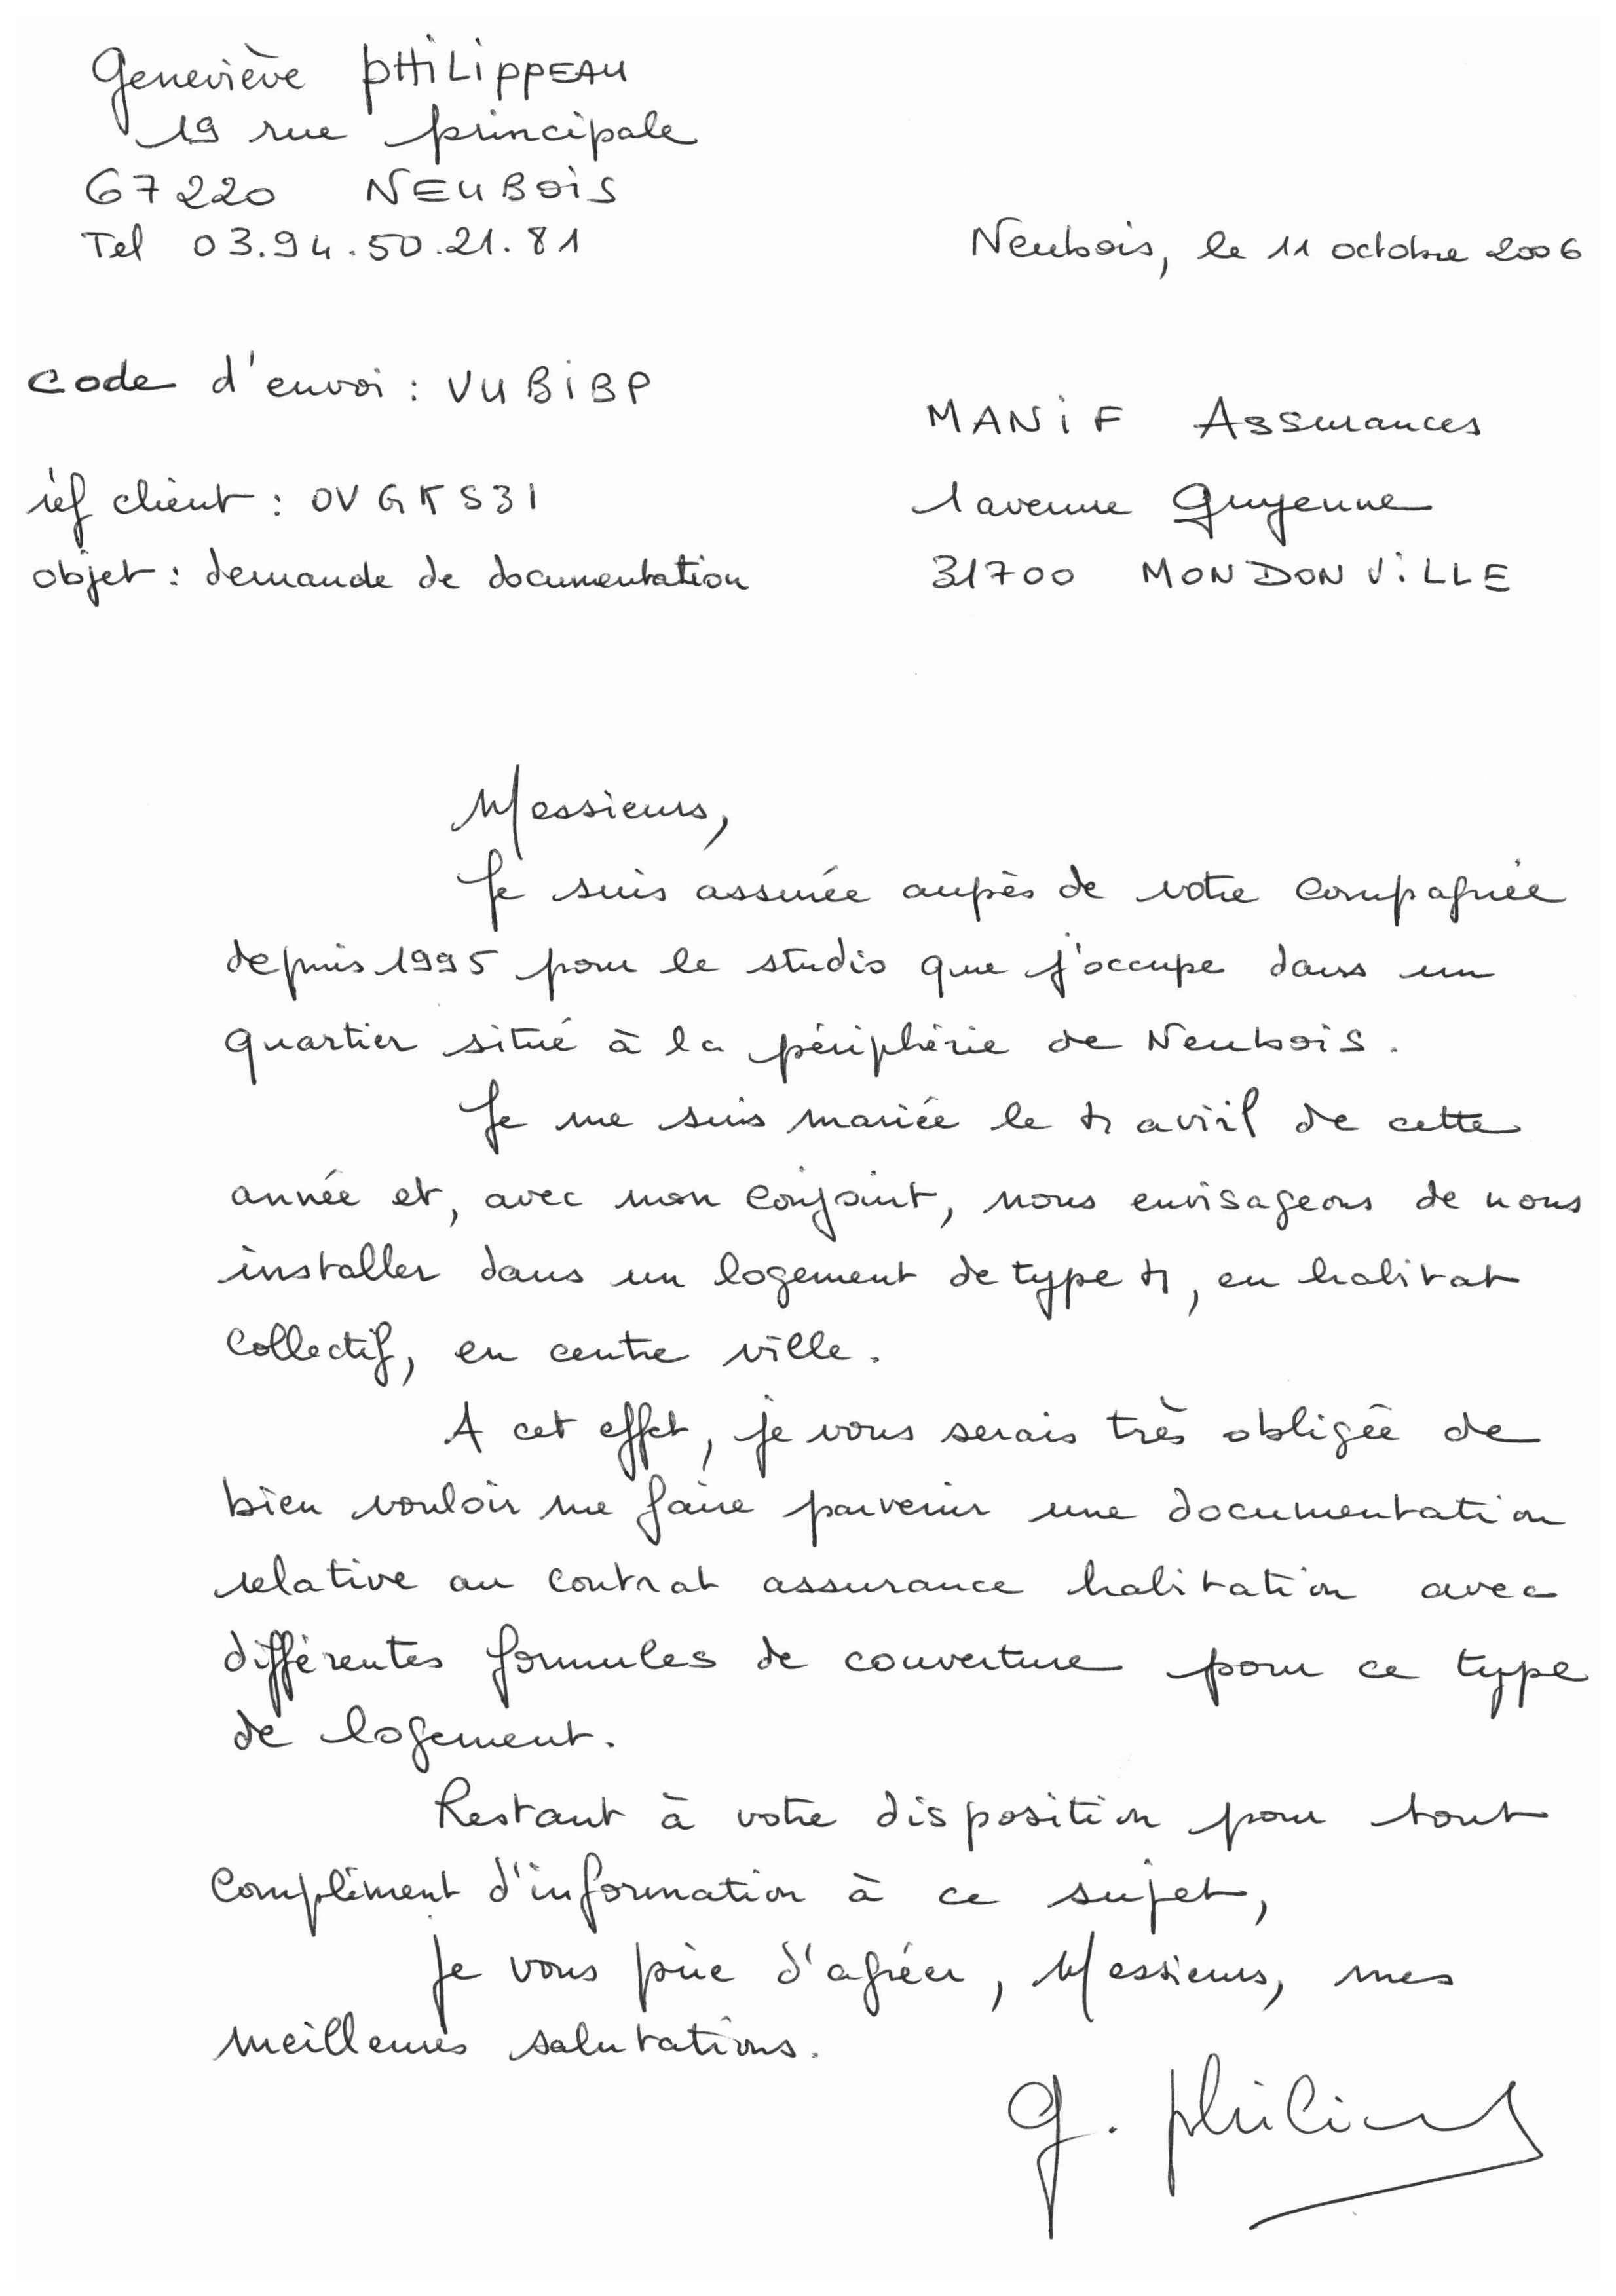 Geneviève PHiLiPPEAU
19 rue principale
67220 NEUBOiS
Tel 03.94.50.21.81
Neubois, le 11 octobre 2006
Code d'envoi : VUBiBP
MANiF Assurances
réf client : OVGKS31
1 avenue Guyenne
objet : demande de documentation
31700 MONDONViLLE
Messieurs,
Je suis assurée auprès de votre compagnie
depuis 1995 pour le studio que j'occupe dans un
quartier situé à la périphérie de Neubois.
Je me suis mariée le 4 avril de cette
année et, avec mon conjoint, nous envisageons de nous
installer dans un logement de type 4, en habitat
collectif, en centre ville.
A cet effet, je vous serais très obligée de
bien vouloir me faire parvenir une documentation
relative au contrat assurance habitation avec
différentes formules de couverture pour ce type
de logement.
Restant à votre disposition pour tout
complément d'information à ce sujet,
Je vous prie d'agréer, Messieurs, mes
meilleures salutations.
G.